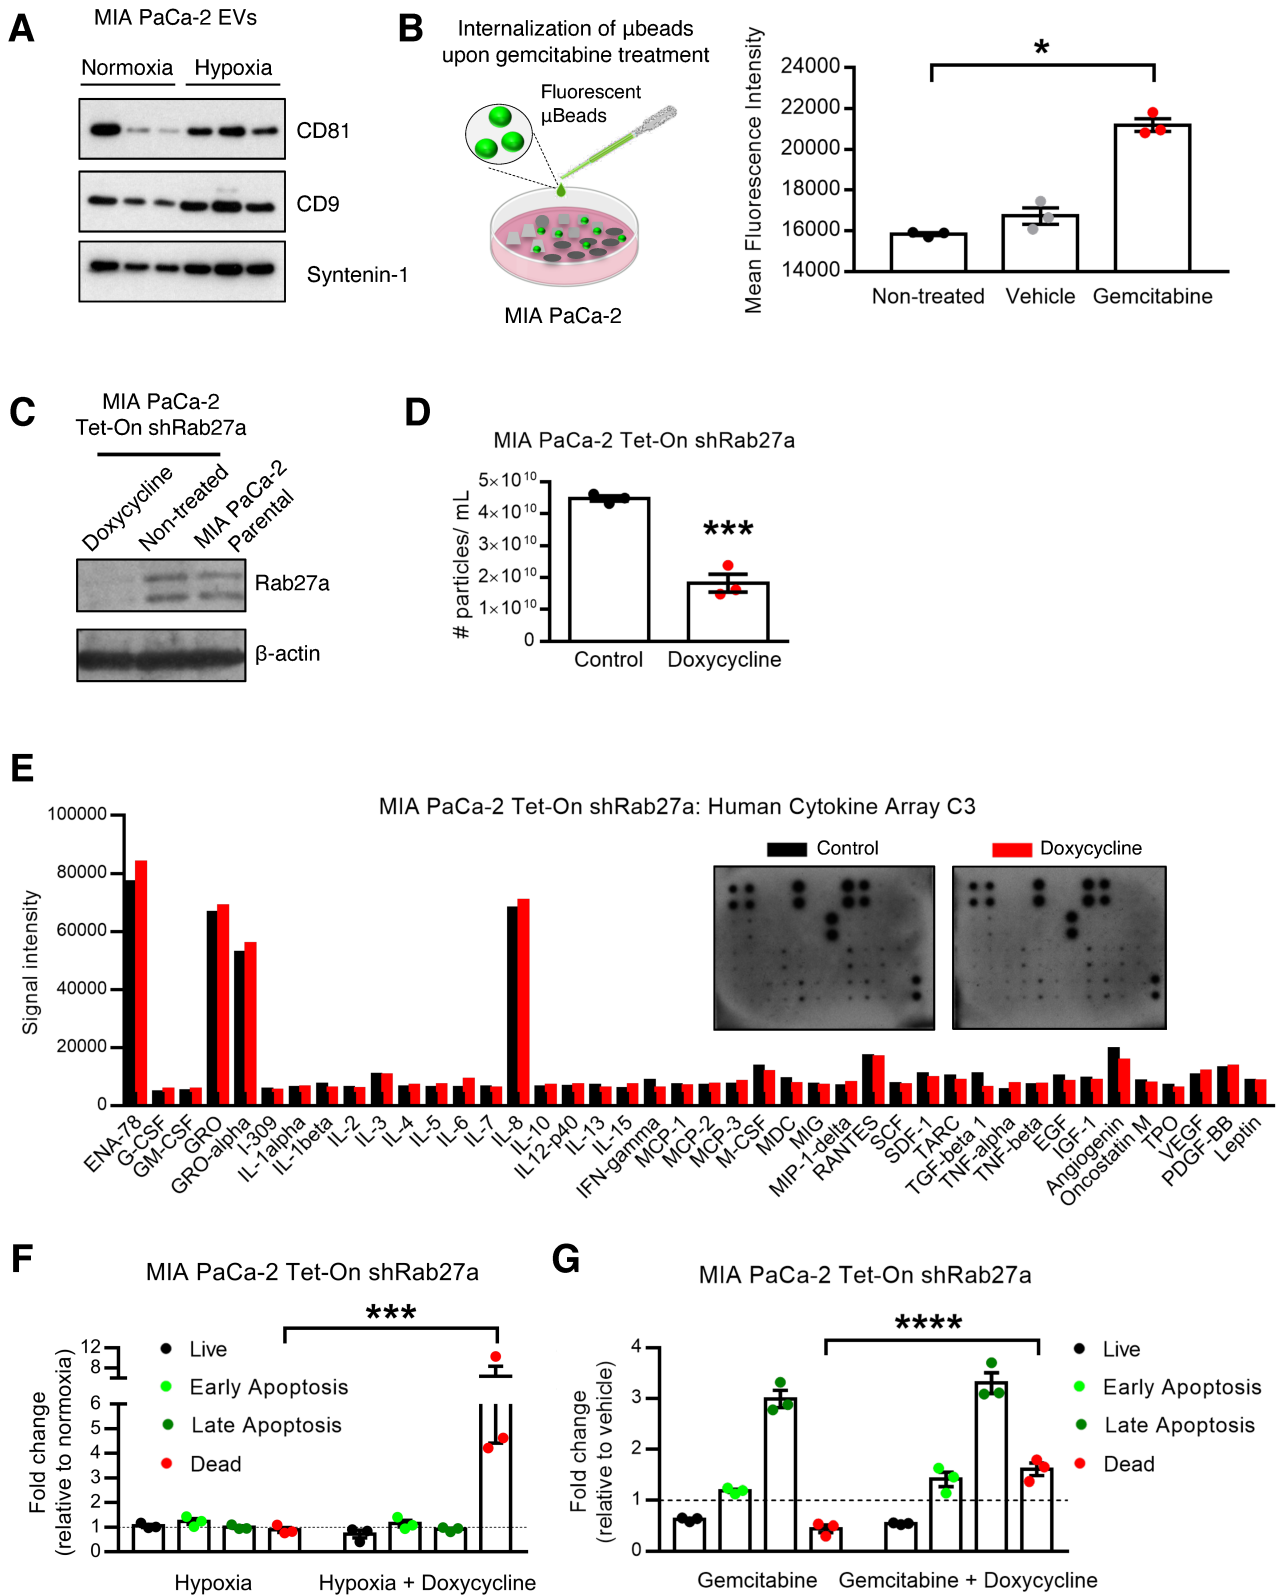 A
MIA PaCa-2 EVs
Normoxia Hypoxia
CD81
CD9
Syntenin-1
B
Internalization of µbeads
upon gemcitabine treatment
Fluorescent
µBeads
MIA PaCa-2
Mean Fluorescence Intensity
24000
22000
20000
18000
16000
14000
*
Non-treated Vehicle Gemcitabine
C
MIA PaCa-2
Tet-On shRab27a
Doxycycline
Non-treated
MIA PaCa-2
Parental
Rab27a
β-actin
D
MIA PaCa-2 Tet-On shRab27a
# particles/ mL
5×10¹⁰
4×10¹⁰
3×10¹⁰
2×10¹⁰
1×10¹⁰
0
***
Control Doxycycline
E
MIA PaCa-2 Tet-On shRab27a: Human Cytokine Array C3
Control Doxycycline
Signal intensity
100000
80000
60000
40000
20000
0
ENA-78
G-CSF
GM-CSF
GRO
GRO-alpha
I-309
IL-1alpha
IL-1beta
IL-2
IL-3
IL-4
IL-5
IL-6
IL-7
IL-8
IL-10
IL12-p40
IL-13
IL-15
IFN-gamma
MCP-1
MCP-2
MCP-3
M-CSF
MDC
MIG
MIP-1-delta
RANTES
SCF
SDF-1
TARC
TGF-beta 1
TNF-alpha
TNF-beta
EGF
IGF-1
Angiogenin
Oncostatin M
TPO
VEGF
PDGF-BB
Leptin
F
MIA PaCa-2 Tet-On shRab27a
Fold change
(relative to normoxia)
12
8
6
5
4
3
2
1
0
***
Live
Early Apoptosis
Late Apoptosis
Dead
Hypoxia Hypoxia + Doxycycline
G
MIA PaCa-2 Tet-On shRab27a
Fold change
(relative to vehicle)
4
3
2
1
0
****
Live
Early Apoptosis
Late Apoptosis
Dead
Gemcitabine Gemcitabine + Doxycycline